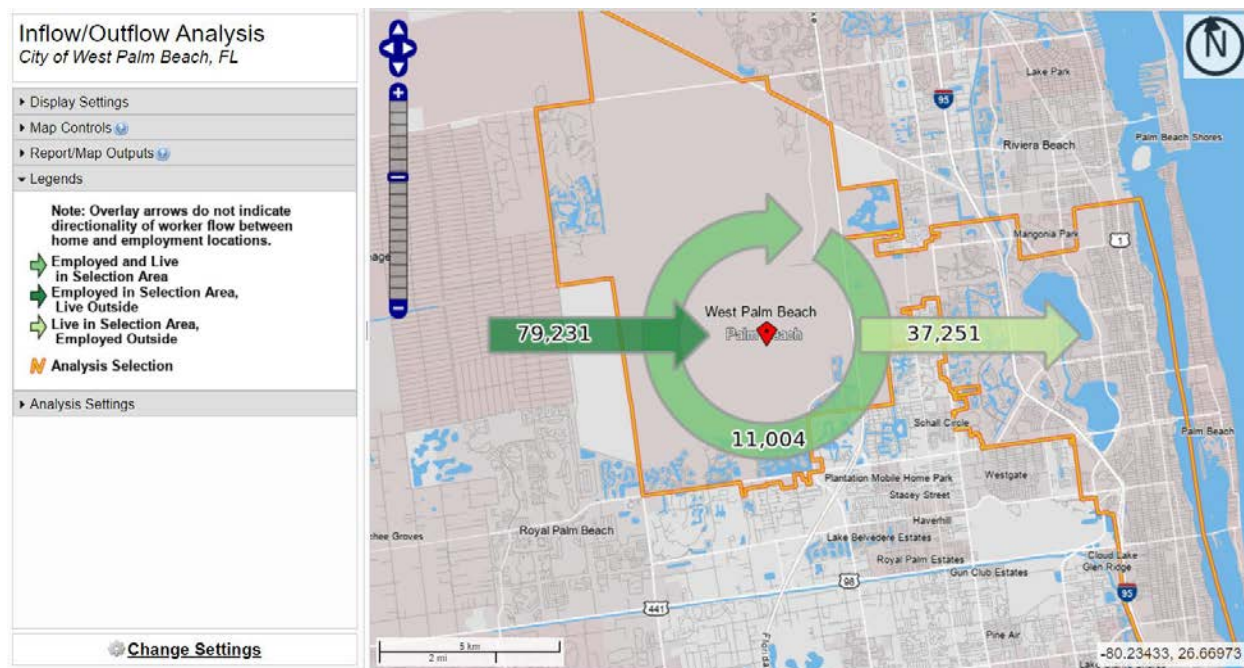 Inflow/Outflow Analysis
City of West Palm Beach, FL
Display Settings
Map Controls
Report/Map Outputs
Legends
Note: Overlay arrows do not indicate
directionality of worker flow between
home and employment locations.
Employed and Live
in Selection Area
Employed in Selection Area,
Live Outside
Live in Selection Area,
Employed Outside
Analysis Selection
Analysis Settings
Change Settings
N
Lake Park
95
Riviera Beach
Palm Beach Shores
Mangonia Park
1
West Palm Beach
Palm Beach
79,231
37,251
11,004
Schall Circle
Palm Beach
Plantation Mobile Home Park
Westgate
Stacey Street
Haverhill
Royal Palm Beach
chee Groves
Lake Belvedere Estates
Royal Palm Estates
Gun Club Estates
Cloud Lake
Glen Ridge
98
95
441
Florida
Pine Air
5 km
2 mi
-80.23433, 26.66973